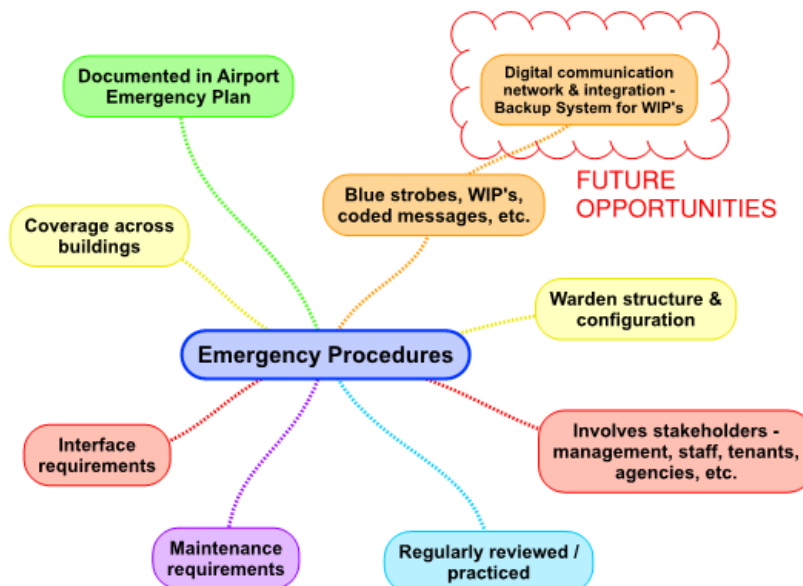 Documented in Airport
Emergency Plan
Digital communication
network & integration -
Backup System for WIP's
FUTURE
OPPORTUNITIES
Blue strobes, WIP's,
coded messages, etc.
Coverage across
buildings
Warden structure &
configuration
Emergency Procedures
Interface
requirements
Involves stakeholders -
management, staff, tenants,
agencies, etc.
Maintenance
requirements
Regularly reviewed /
practiced